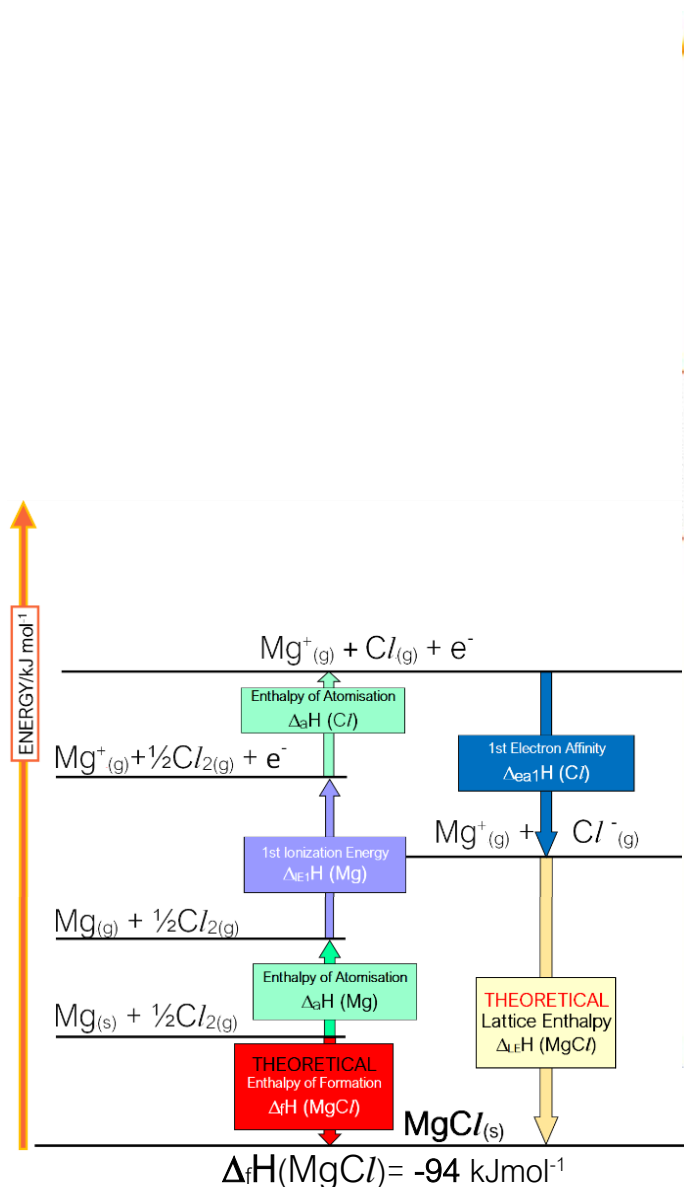 ENERGY/kJ mol⁻¹
Mg⁺(g) + Cl(g) + e⁻
Enthalpy of Atomisation
ΔaH (Cl)
Mg⁺(g)+½Cl2(g) + e⁻
1st Electron Affinity
Δea1H (Cl)
Mg⁺(g) + Cl⁻(g)
1st Ionization Energy
ΔIE1H (Mg)
Mg(g) + ½Cl2(g)
Enthalpy of Atomisation
ΔaH (Mg)
Mg(s) + ½Cl2(g)
THEORETICAL
Lattice Enthalpy
ΔLEH (MgCl)
THEORETICAL
Enthalpy of Formation
ΔfH (MgCl)
MgCl(s)
ΔfH(MgCl)= -94 kJmol⁻¹